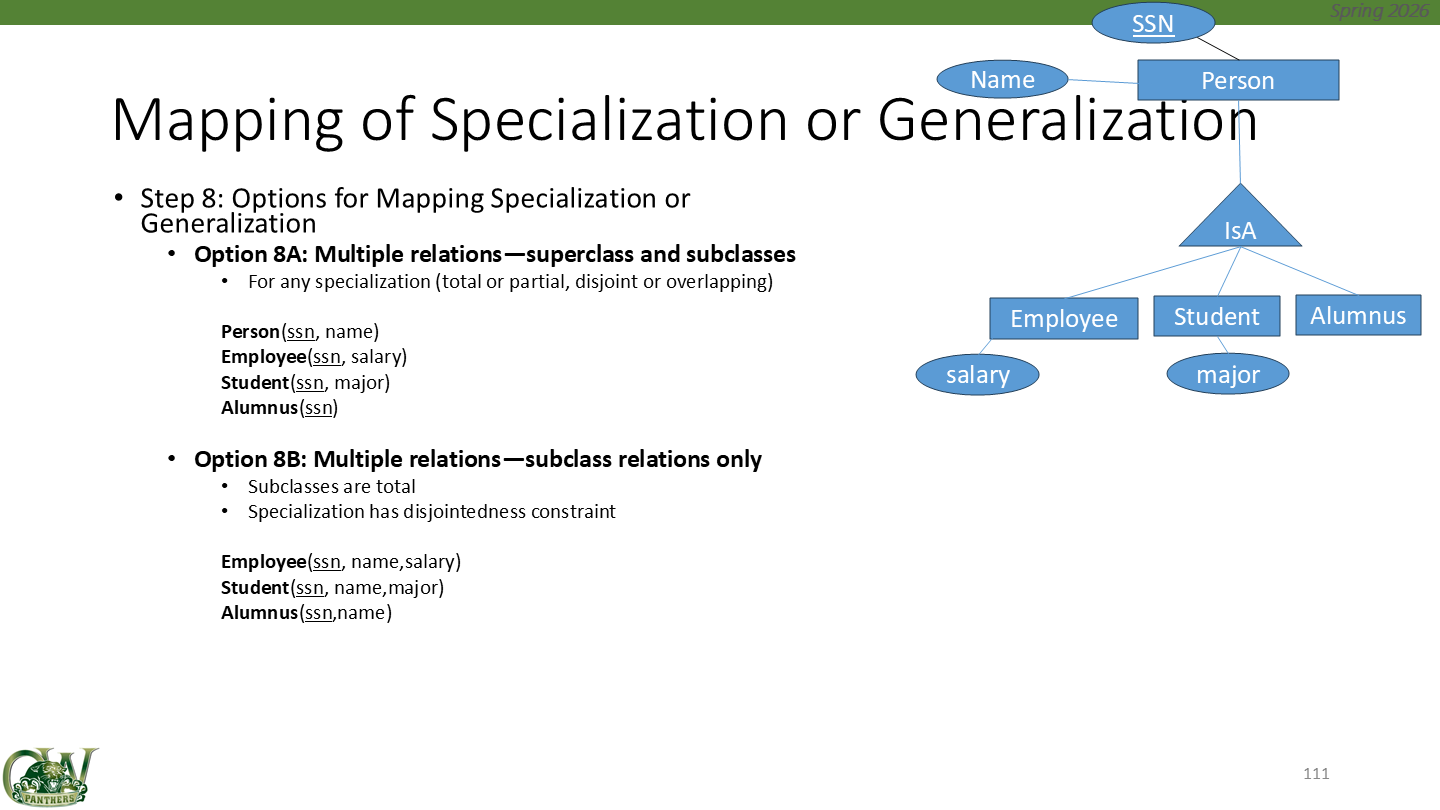 Spring 2026
SSN
Name
Person
Mapping of Specialization or Generalization
• Step 8: Options for Mapping Specialization or
Generalization
• Option 8A: Multiple relations—superclass and subclasses
• For any specialization (total or partial, disjoint or overlapping)
Person(ssn, name)
Employee(ssn, salary)
Student(ssn, major)
Alumnus(ssn)
• Option 8B: Multiple relations—subclass relations only
• Subclasses are total
• Specialization has disjointedness constraint
Employee(ssn, name,salary)
Student(ssn, name,major)
Alumnus(ssn,name)
IsA
Employee
Student
Alumnus
salary
major
OW
PANTHERS
111